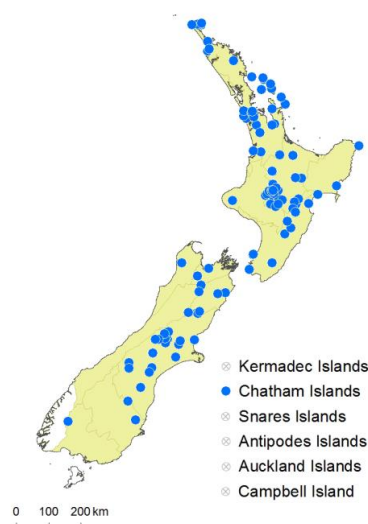 Kermadec Islands
Chatham Islands
Snares Islands
Antipodes Islands
Auckland Islands
Campbell Island
0 100 200 km